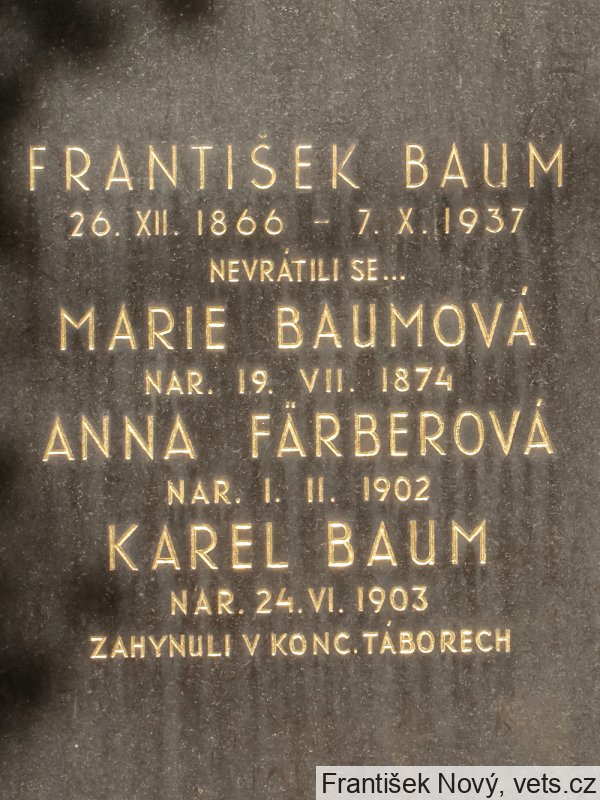 FRANTIŠEK BAUM
26. XII. 1866 – 7. X. 1937
NEVRÁTILI SE...
MARIE BAUMOVÁ
NAR. 19. VII. 1874
ANNA FÄRBEROVÁ
NAR. 1. II. 1902
KAREL BAUM
NAR. 24. VI. 1903
ZAHYNULI V KONC. TÁBORECH
František Nový, vets.cz